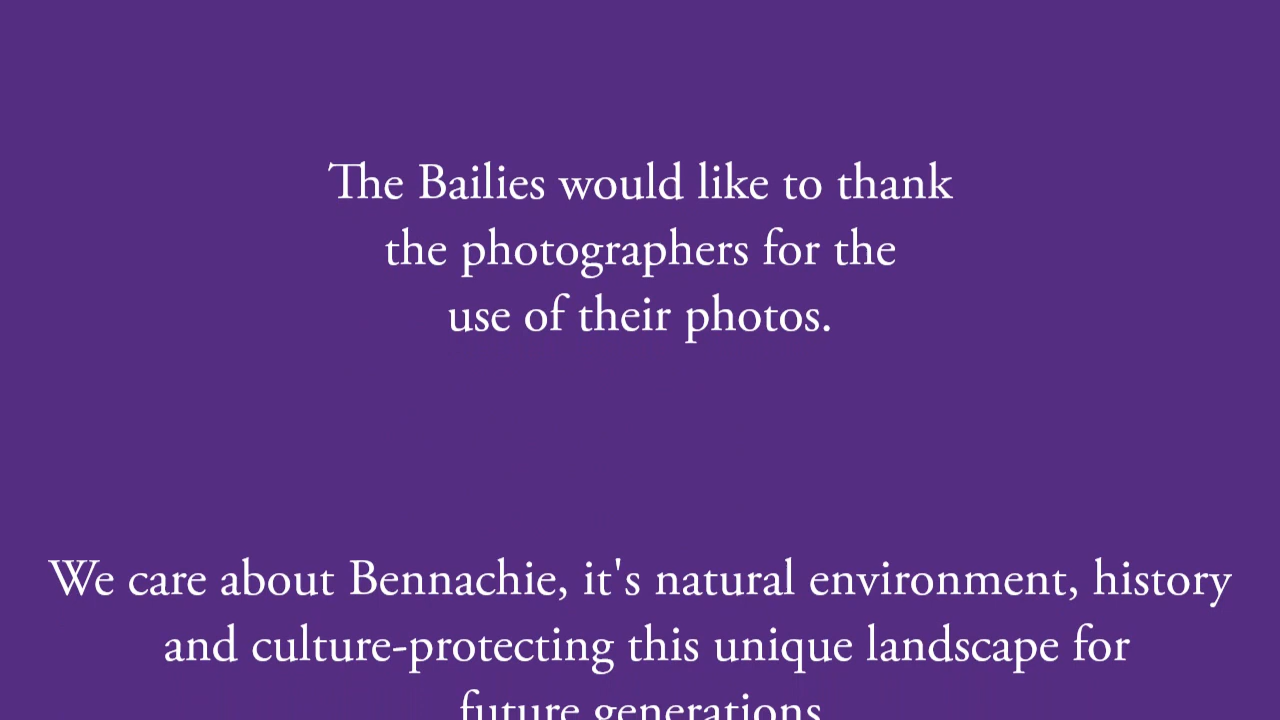 The Bailies would like to thank
the photographers for the
use of their photos.
We care about Bennachie, it's natural environment, history
and culture-protecting this unique landscape for
future generations